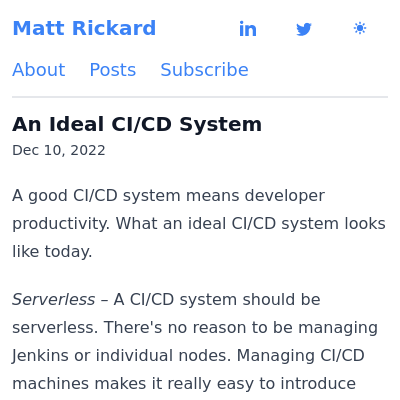 Matt Rickard
About Posts Subscribe
An Ideal CI/CD System
Dec 10, 2022
A good CI/CD system means developer
productivity. What an ideal CI/CD system looks
like today.
Serverless – A CI/CD system should be
serverless. There's no reason to be managing
Jenkins or individual nodes. Managing CI/CD
machines makes it really easy to introduce